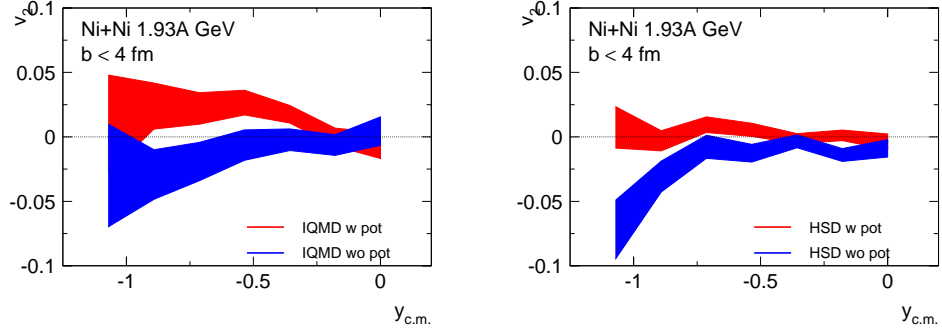 v2
0.1
0.05
0
-0.05
-0.1
Ni+Ni 1.93A GeV
b < 4 fm
IQMD w pot
IQMD wo pot
-1
-0.5
0
y c.m.
v2
0.1
0.05
0
-0.05
-0.1
Ni+Ni 1.93A GeV
b < 4 fm
HSD w pot
HSD wo pot
-1
-0.5
0
y c.m.